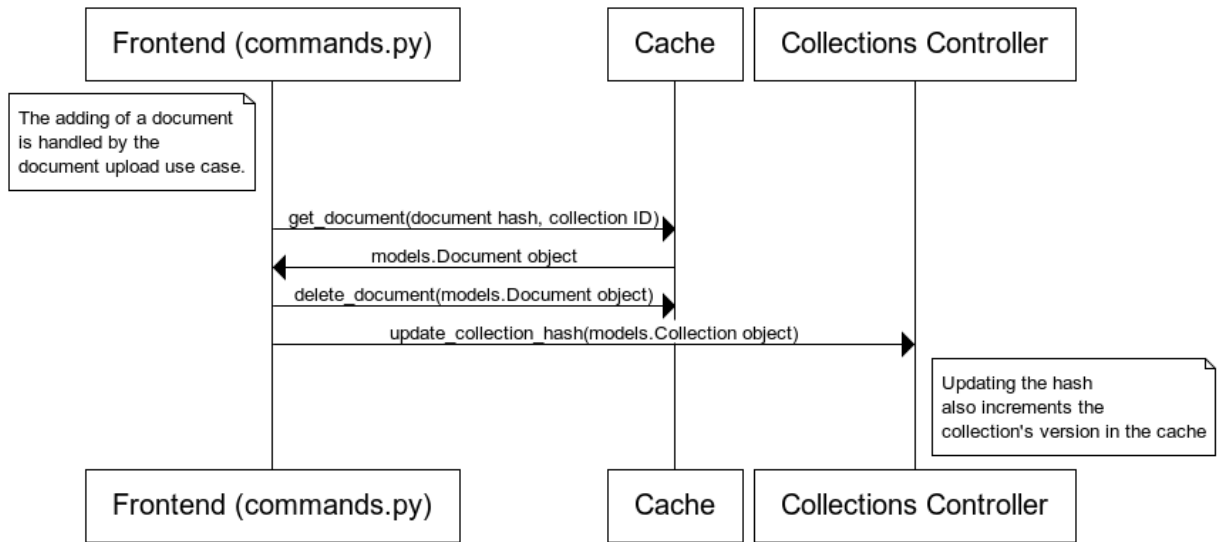 Frontend (commands.py)
Cache
Collections Controller
The adding of a document
is handled by the
document upload use case.
get_document(document hash, collection ID)
models.Document object
delete_document(models.Document object)
update_collection_hash(models.Collection object)
Updating the hash
also increments the
collection's version in the cache
Frontend (commands.py)
Cache
Collections Controller